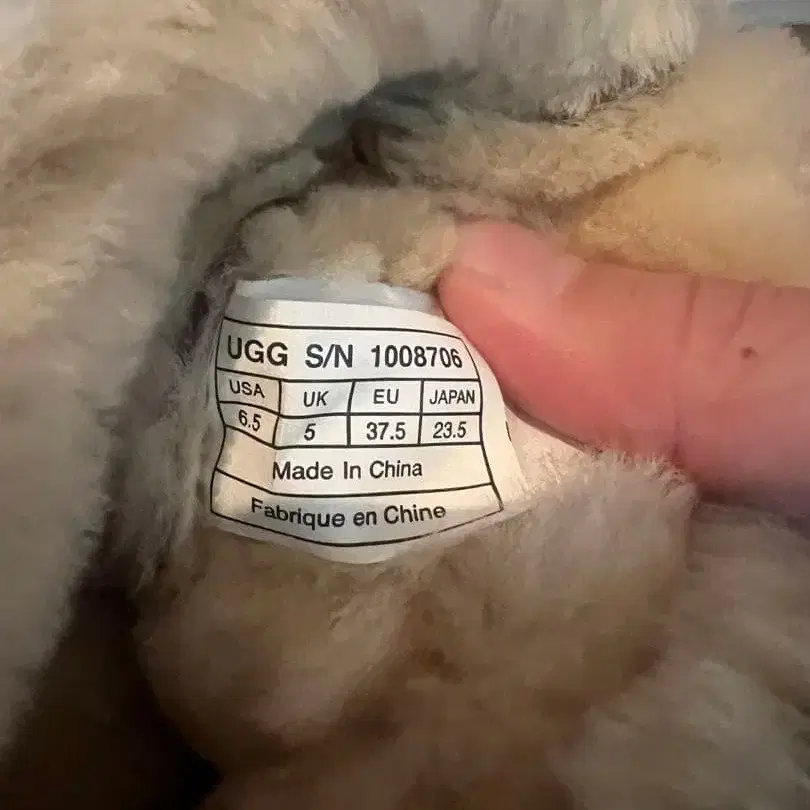 UGG S/N 1008706
USA UK EU JAPAN
6.5 5 37.5 23.5
Made In China
Fabrique en Chine